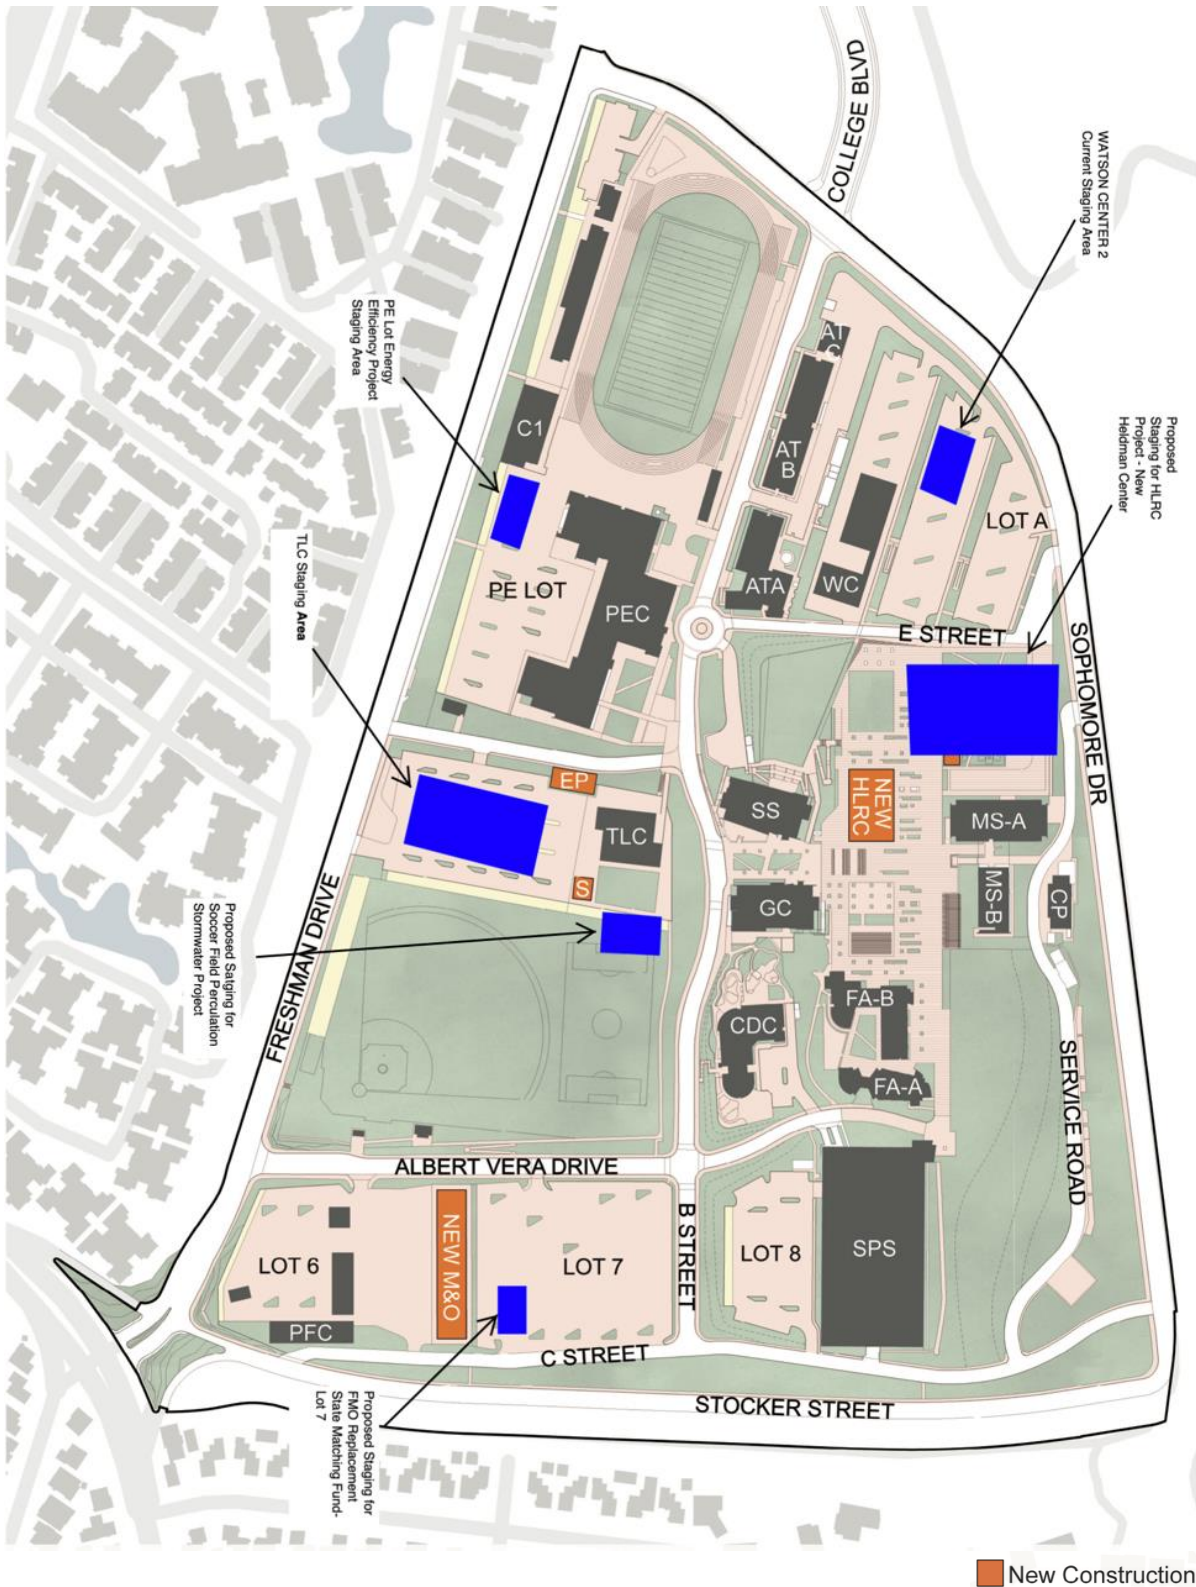 COLLEGE BLVD
WATSON CENTER 2
Current Staging Area
PE Lot Energy
Efficiency Project
Staging Area
AT
C
C1
AT
B
Proposed
Staging for HLRC
Project - New
Heldman Center
LOT A
TLC Staging Area
PE LOT
PEC
ATA
WC
E STREET
SOPHOMORE DR
EP
TLC
SS
NEW
HLRC
MS-A
S
GC
MS-B
CP
FRESHMAN DRIVE
Proposed Satging for
Soccer Field Perculation
Stormwater Project
CDC
FA-B
FA-A
SERVICE ROAD
ALBERT VERA DRIVE
LOT 6
NEW M&O
LOT 7
B STREET
LOT 8
SPS
PFC
C STREET
STOCKER STREET
Proposed Staging for
FMO Replacement
State Matching Fund-
Lot 7
New Construction